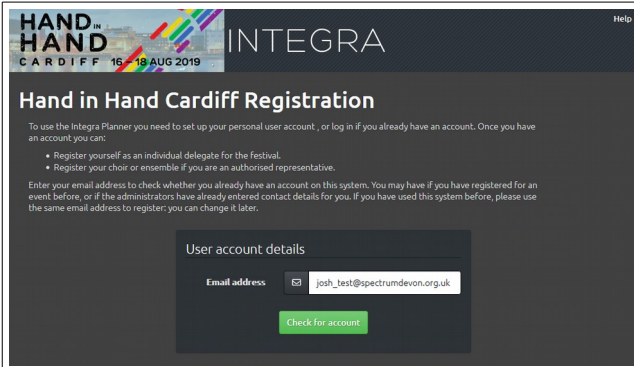 HAND IN
HAND
CARDIFF 16 – 18 AUG 2019
INTEGRA
Help
Hand in Hand Cardiff Registration
To use the Integra Planner you need to set up your personal user account , or log in if you already have an account. Once you have
an account you can:
• Register yourself as an individual delegate for the festival.
• Register your choir or ensemble if you are an authorised representative.
Enter your email address to check whether you already have an account on this system. You may have if you have registered for an
event before, or if the administrators have already entered contact details for you. If you have used this system before, please use
the same email address to register: you can change it later.
User account details
Email address josh_test@spectrumdevon.org.uk
Check for account